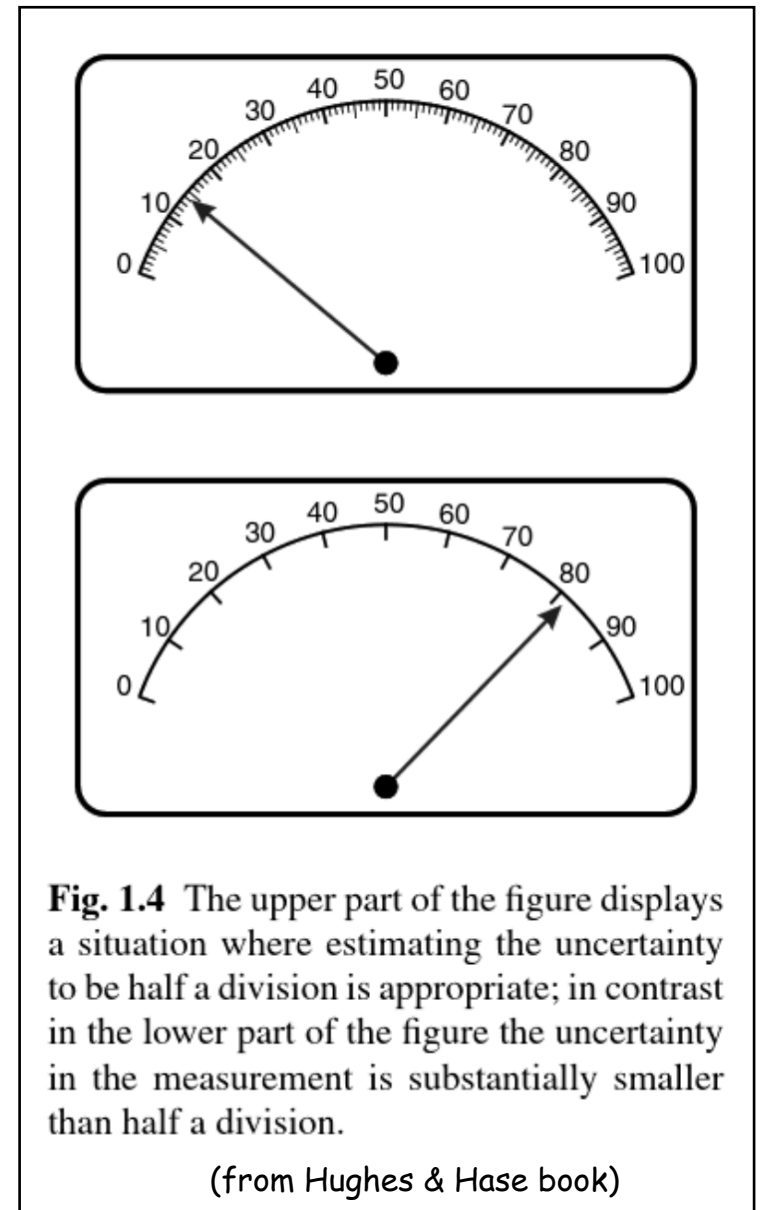 50
40 60
30 70
20 80
10 90
0 100
50
40 60
30 70
20 80
10 90
0 100
Fig. 1.4 The upper part of the figure displays
a situation where estimating the uncertainty
to be half a division is appropriate; in contrast
in the lower part of the figure the uncertainty
in the measurement is substantially smaller
than half a division.
(from Hughes & Hase book)